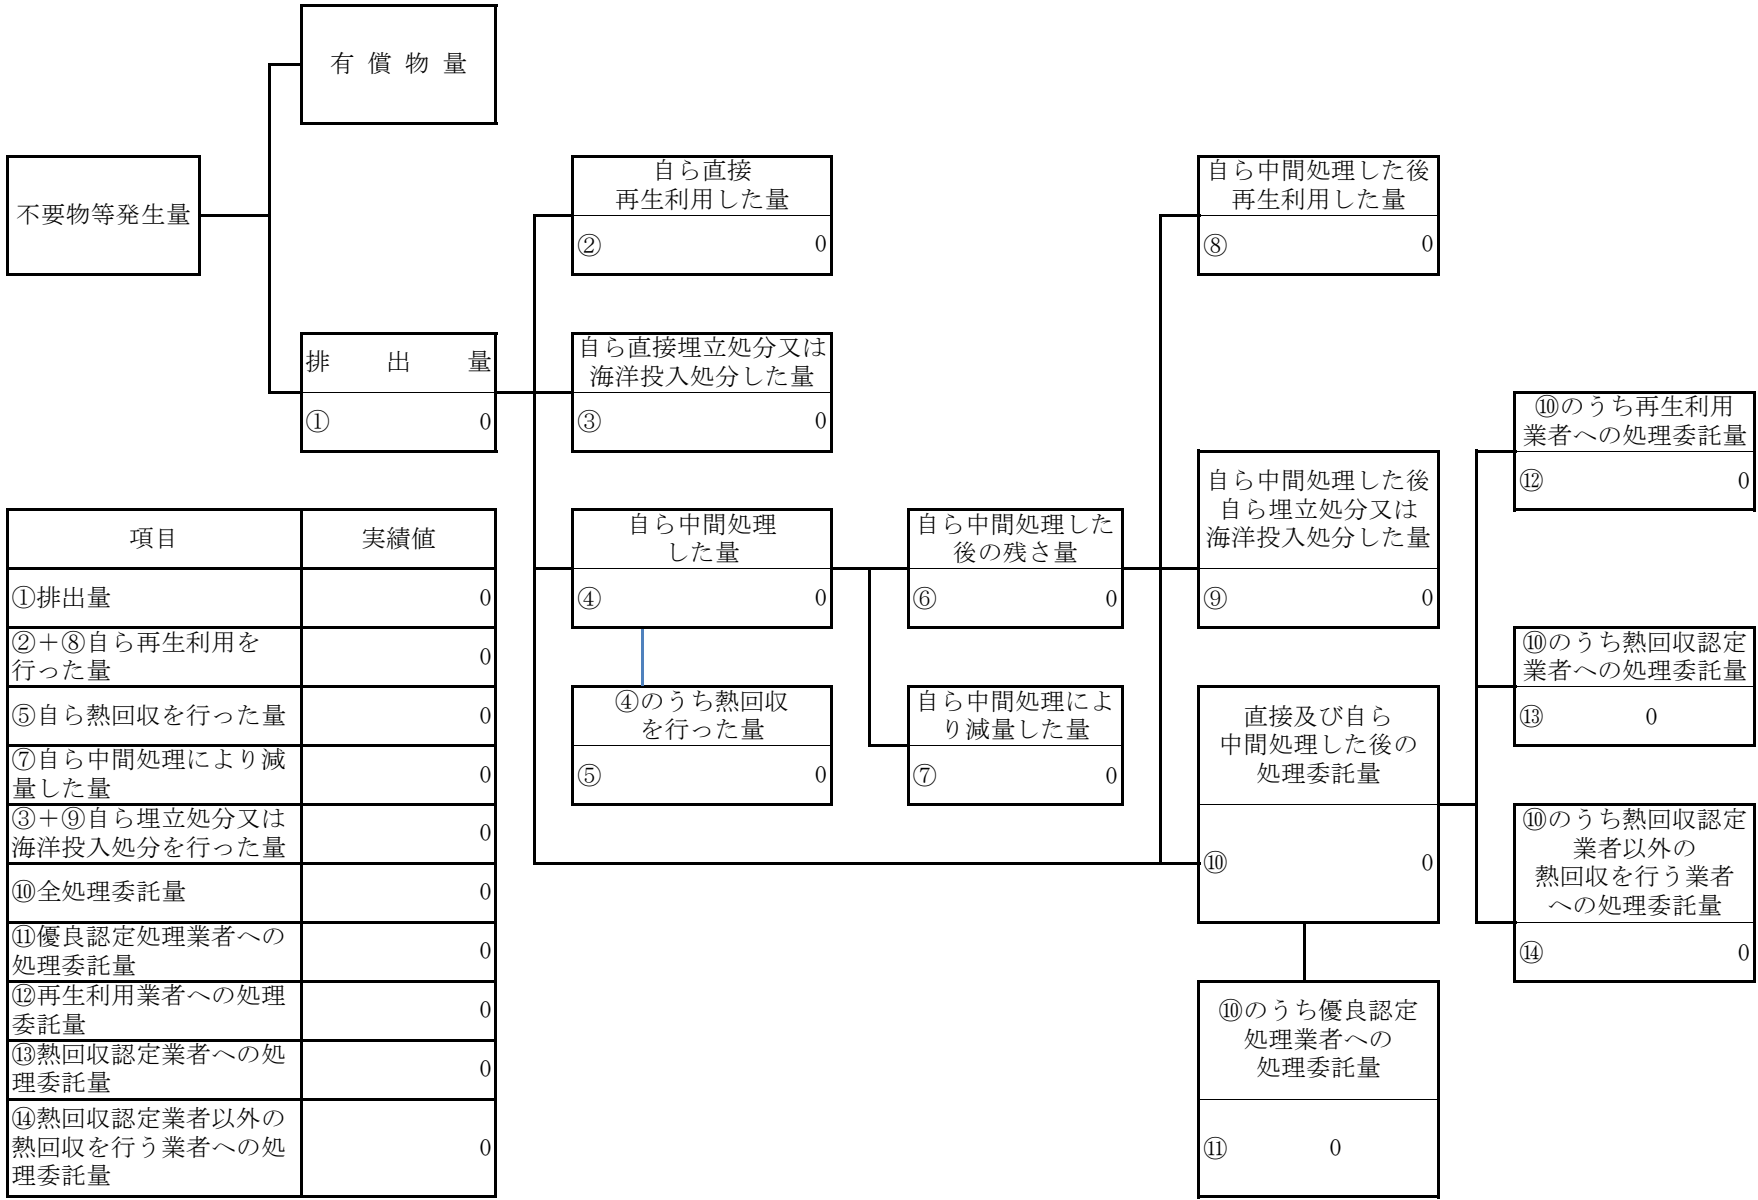 有償物量
不要物等発生量
排出量
① 0
自ら直接
再生利用した量
② 0
自ら直接埋立処分又は
海洋投入処分した量
③ 0
自ら中間処理
した量
④ 0
④のうち熱回収
を行った量
⑤ 0
自ら中間処理した
後の残さ量
⑥ 0
自ら中間処理によ
り減量した量
⑦ 0
自ら中間処理した後
再生利用した量
⑧ 0
自ら中間処理した後
自ら埋立処分又は
海洋投入処分した量
⑨ 0
直接及び自ら
中間処理した後の
処理委託量
⑩ 0
⑩のうち優良認定
処理業者への
処理委託量
⑪ 0
⑩のうち再生利用
業者への処理委託量
⑫ 0
⑩のうち熱回収認定
業者への処理委託量
⑬ 0
⑩のうち熱回収認定
業者以外の
熱回収を行う業者
への処理委託量
⑭ 0
項目 実績値
①排出量 0
②+⑧自ら再生利用を
行った量 0
⑤自ら熱回収を行った量 0
⑦自ら中間処理により減
量した量 0
③+⑨自ら埋立処分又は
海洋投入処分を行った量 0
⑩全処理委託量 0
⑪優良認定処理業者への
処理委託量 0
⑫再生利用業者への処理
委託量 0
⑬熱回収認定業者への処
理委託量 0
⑭熱回収認定業者以外の
熱回収を行う業者への処
理委託量 0